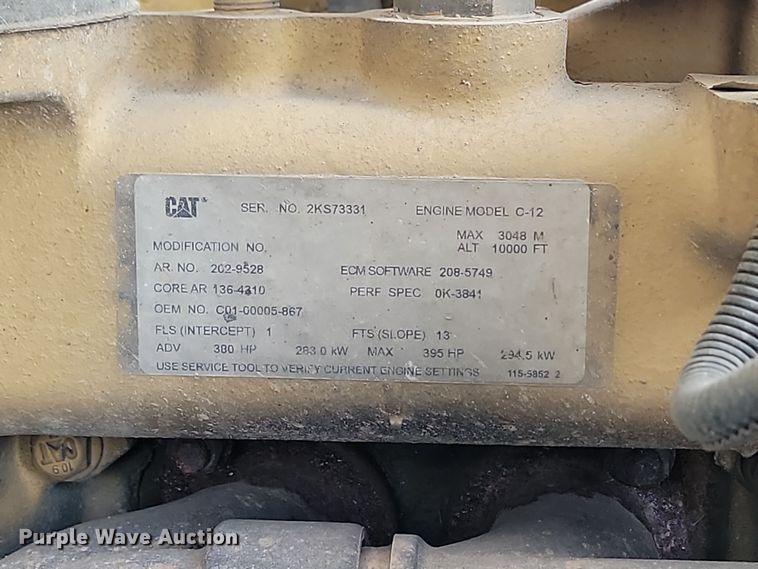 CAT SER. NO. 2KS73331 ENGINE MODEL C-12
MAX 3048 M
MODIFICATION NO. ALT 10000 FT
AR. NO. 202-9528 ECM SOFTWARE 208-5749
CORE AR 136-4310 PERF SPEC 0K-3841
OEM NO. C01-00005-867
FLS (INTERCEPT) 1 FTS (SLOPE) 13
ADV 380 HP 283.0 kW MAX 395 HP 294.5 kW
USE SERVICE TOOL TO VERIFY CURRENT ENGINE SETTINGS 115-5852 2
10.9
CAT
Purple Wave Auction